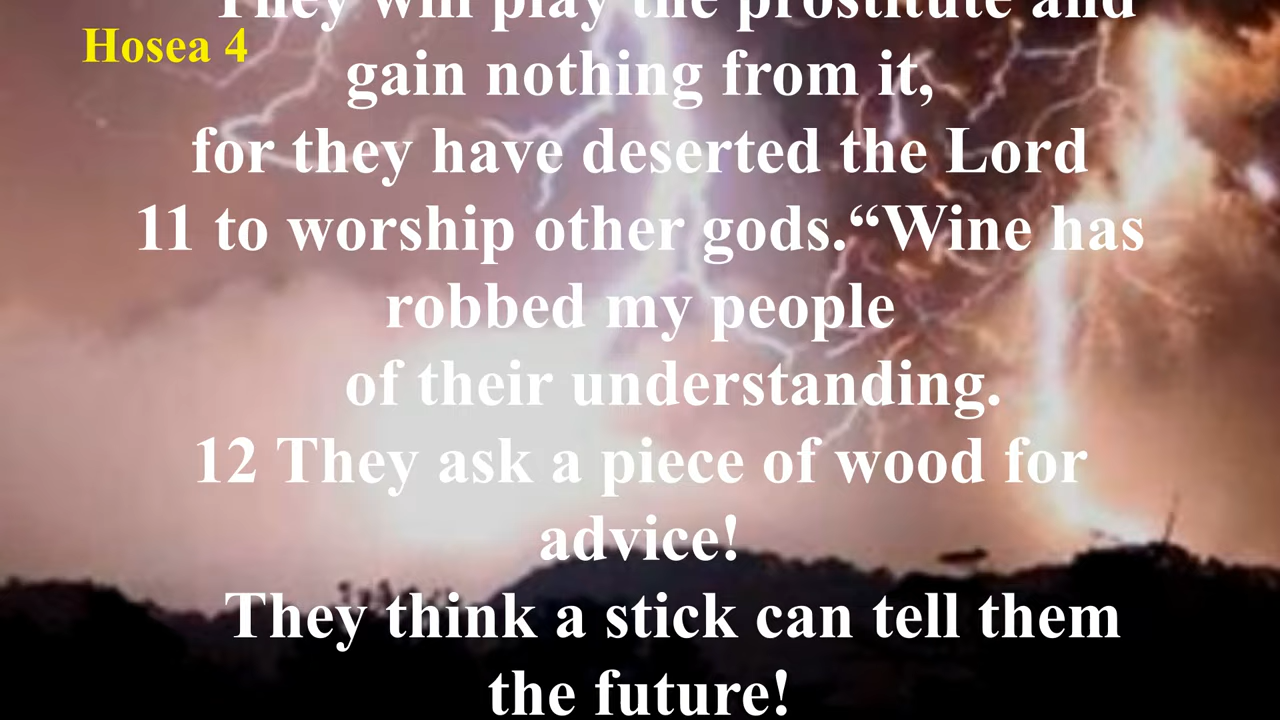 They will play the prostitute and
Hosea 4
gain nothing from it,
for they have deserted the Lord
11 to worship other gods.“Wine has
robbed my people
of their understanding.
12 They ask a piece of wood for
advice!
They think a stick can tell them
the future!